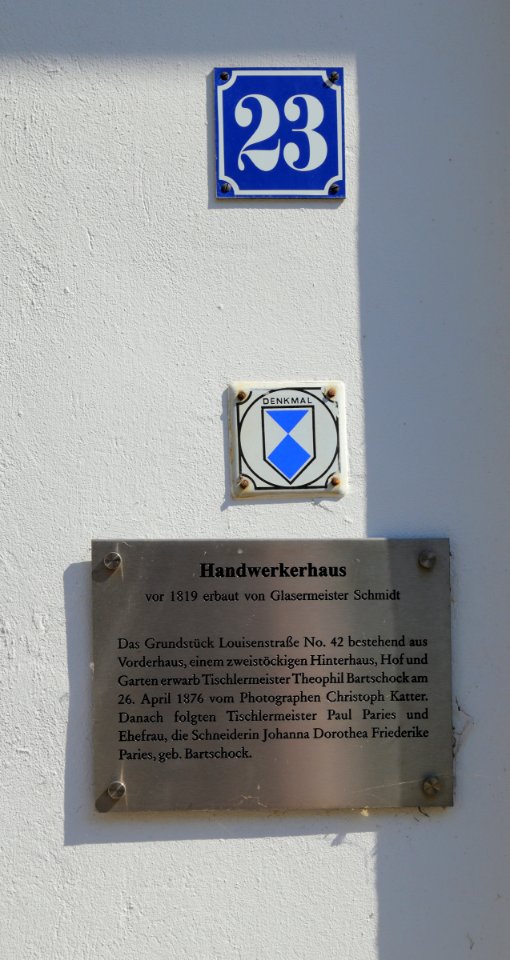 23
DENKMAL
Handwerkerhaus
vor 1819 erbaut von Glasermeister Schmidt
Das Grundstück Louisenstraße No. 42 bestehend aus
Vorderhaus, einem zweistöckigen Hinterhaus, Hof und
Garten erwarb Tischlermeister Theophil Bartschock am
26. April 1876 vom Photographen Christoph Katter.
Danach folgten Tischlermeister Paul Paries und
Ehefrau, die Schneiderin Johanna Dorothea Friederike
Paries, geb. Bartschock.